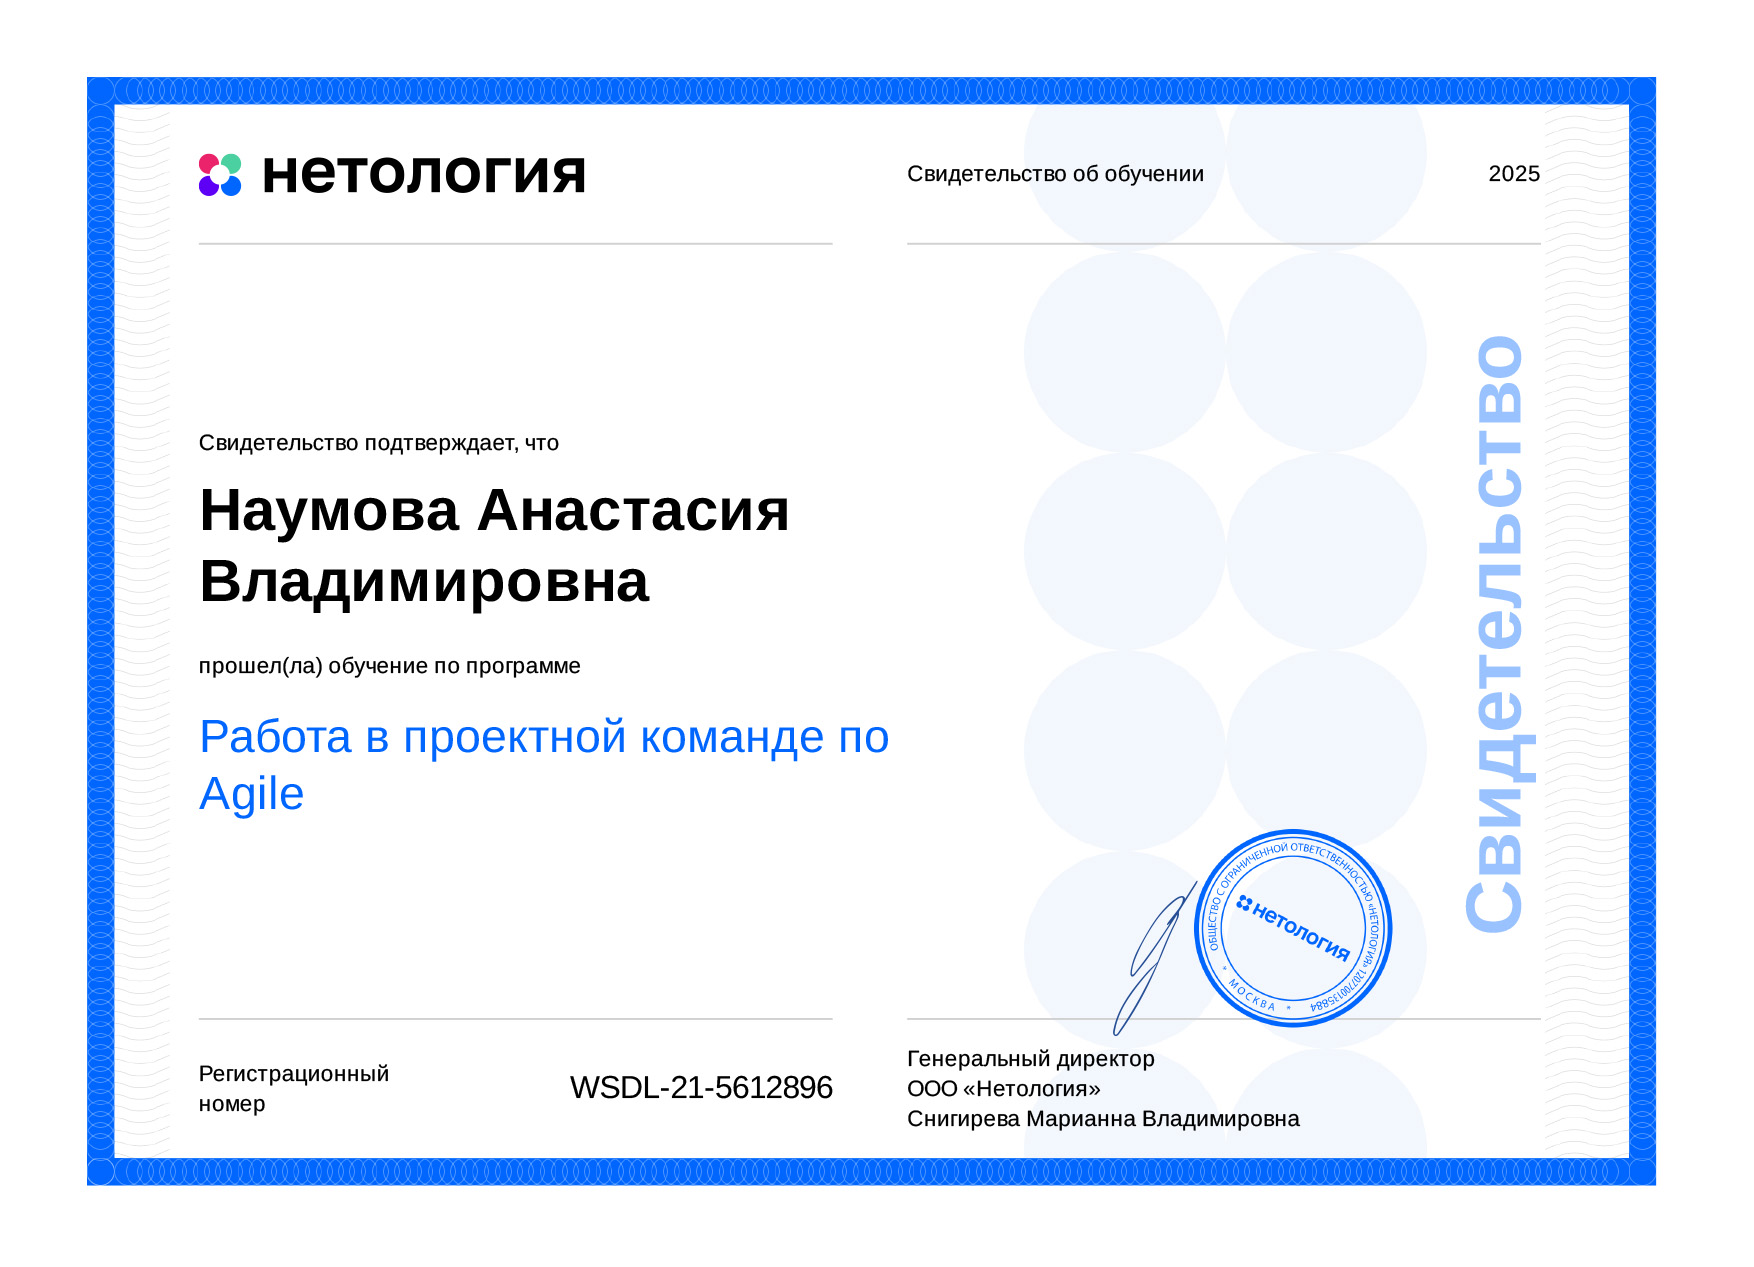 нетология
Свидетельство об обучении
2025
Свидетельство подтверждает, что
Наумова Анастасия
Владимировна
прошел(ла) обучение по программе
Работа в проектной команде по
Agile
Свидетельство
ОБЩЕСТВО С ОГРАНИЧЕННОЙ ОТВЕТСТВЕННОСТЬЮ «НЕТОЛОГИЯ» 1207700135884
* МОСКВА *
нетология
Регистрационный
номер
WSDL-21-5612896
Генеральный директор
ООО «Нетология»
Снигирева Марианна Владимировна